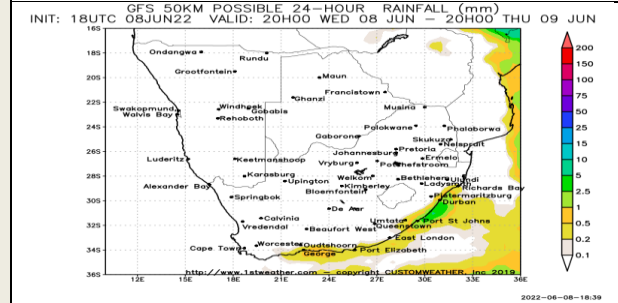 GFS 50KM POSSIBLE 24-HOUR RAINFALL (mm)
INIT: 18UTC 08JUN22 VALID: 20H00 WED 08 JUN – 20H00 THU 09 JUN
16S
Ondangwa
Rundu
Grootfontein
18S
200
150
100
75
50
25
20
15
10
5
2.5
1
0.5
0.2
0.1
20S
Maun
Francistown
22S
Ghanzi
Musina
Swakopmund
Windhoek
Gobabis
Walvis Bay
Rehoboth
24S
Polokwane
Phalaborwa
Gaborone
Skukuza
Nelspruit
26S
Johannesburg
Pretoria
Ermelo
Luderitz
Keetmanshoop
Vryburg
Potchefstroom
28S
Karasburg
Upington
Welkom
Bethlehem
Ulundi
Alexander Bay
Kimberley
Ladysmith
Richards Bay
Bloemfontein
Springbok
Pietermaritzburg
Durban
30S
De Aar
32S
Calvinia
Umtata
Port St Johns
Vredendal
Beaufort West
Queenstown
East London
34S
Cape Town
Worcester
Oudtshoorn
George
Port Elizabeth
36S
http://www.1stweather.com – copyright CUSTOMWEATHER, Inc 2019
12E 15E 18E 21E 24E 27E 30E 33E 36E
2022-06-08-18:39